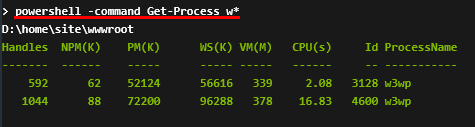 > powershell -command Get-Process w*
D:\home\site\wwwroot
Handles NPM(K) PM(K) WS(K) VM(M) CPU(s) Id ProcessName
------- ------ ----- ----- ----- ------ -- -----------
592 62 52124 56616 339 2.08 3128 w3wp
1044 88 72200 96288 378 16.83 4600 w3wp